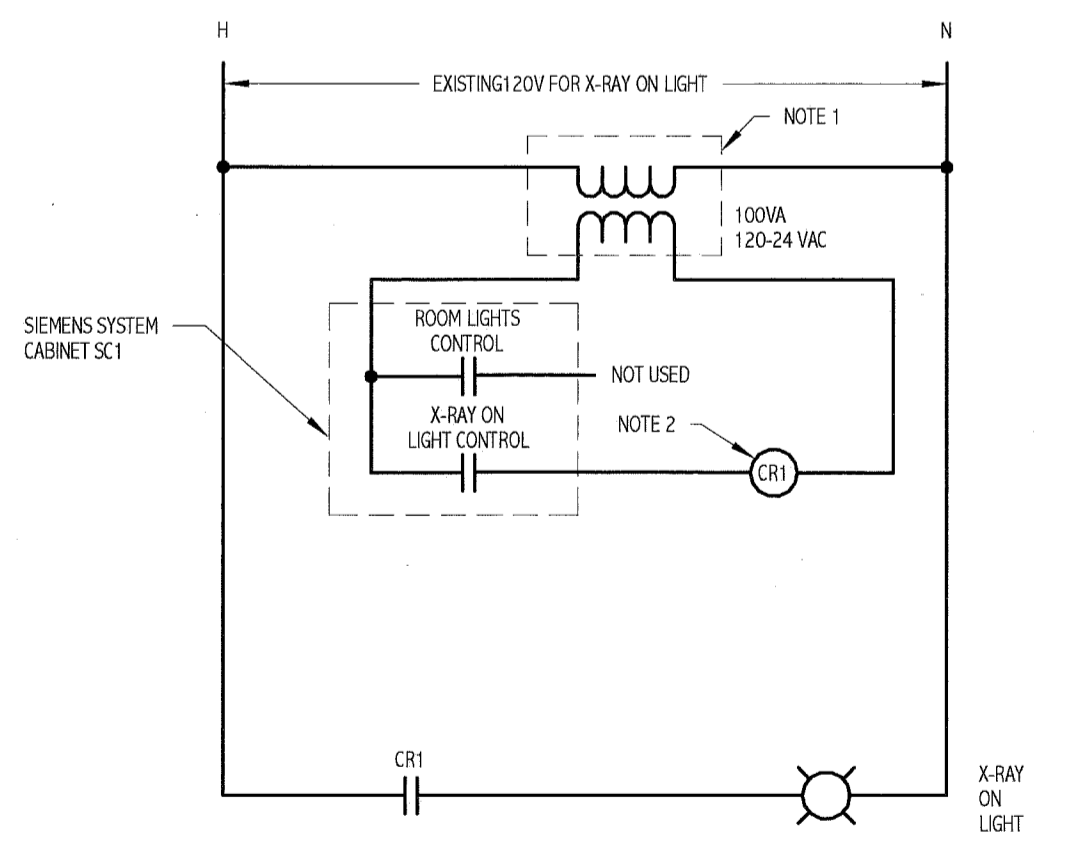 H
N
EXISTING120V FOR X-RAY ON LIGHT
NOTE 1
100VA
120-24 VAC
SIEMENS SYSTEM
CABINET SC1
ROOM LIGHTS
CONTROL
NOT USED
X-RAY ON
LIGHT CONTROL
NOTE 2
CR1
CR1
X-RAY
ON
LIGHT